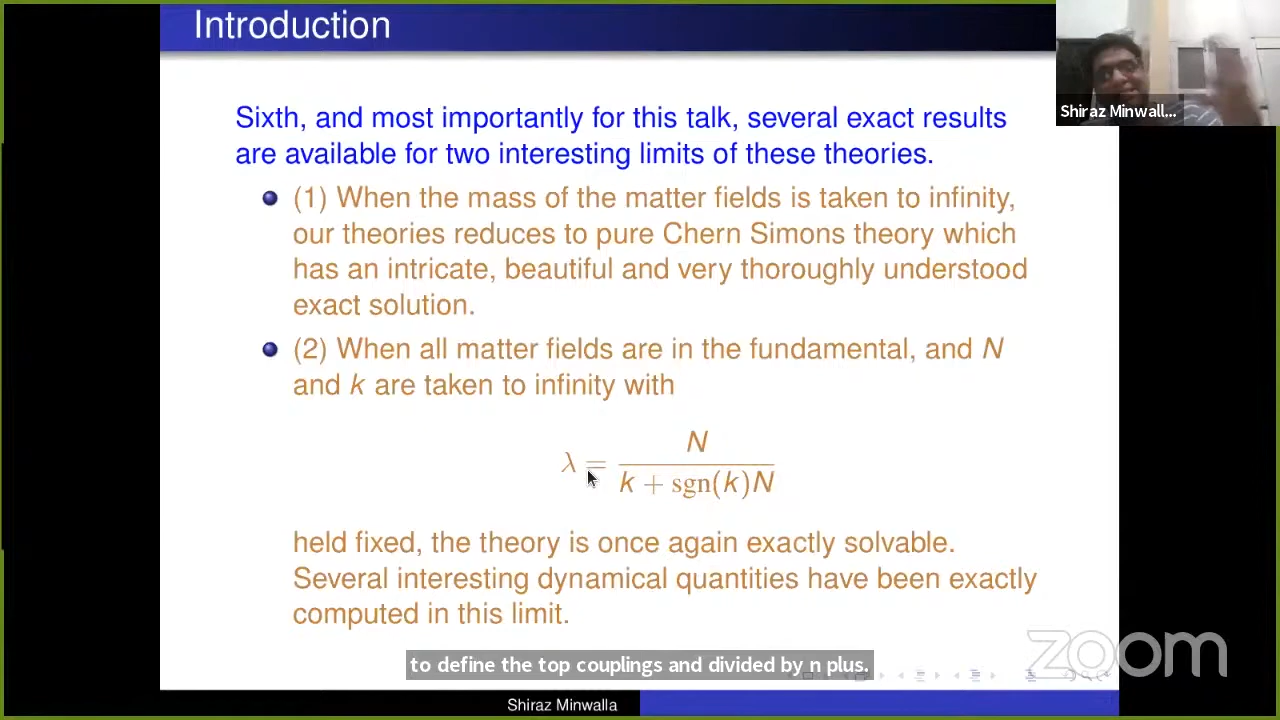 Introduction
Shiraz Minwall...
Sixth, and most importantly for this talk, several exact results
are available for two interesting limits of these theories.
(1) When the mass of the matter fields is taken to infinity,
our theories reduces to pure Chern Simons theory which
has an intricate, beautiful and very thoroughly understood
exact solution.
(2) When all matter fields are in the fundamental, and N
and k are taken to infinity with
λ = N / (k + sgn(k)N)
held fixed, the theory is once again exactly solvable.
Several interesting dynamical quantities have been exactly
computed in this limit.
to define the top couplings and divided by n plus.
zoom
Shiraz Minwalla